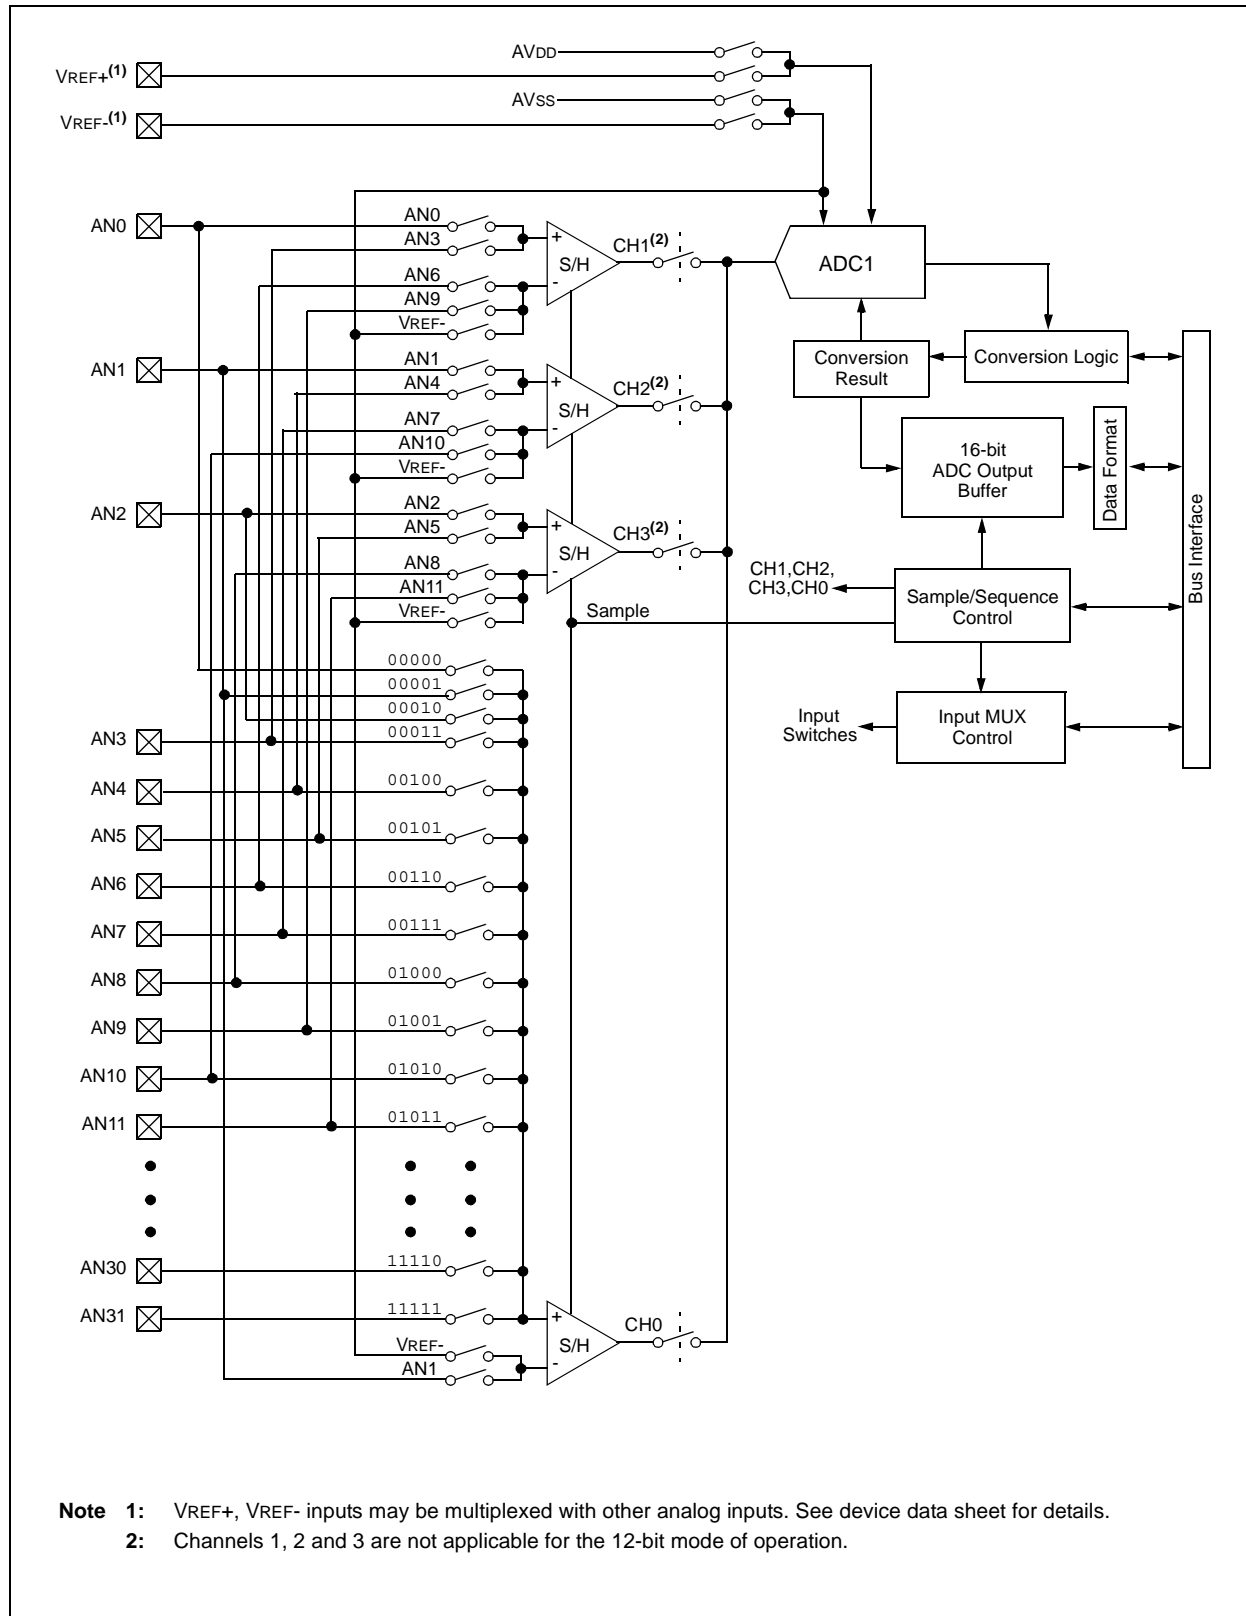 AVDD
VREF+(1)
AVSS
VREF-(1)
AN0
AN0
AN3
AN6
AN9
VREF-
+
S/H
-
CH1(2)
ADC1
Conversion
Result
Conversion Logic
AN1
AN1
AN4
AN7
AN10
VREF-
+
S/H
-
CH2(2)
16-bit
ADC Output
Buffer
Data Format
Bus Interface
AN2
AN2
AN5
AN8
AN11
VREF-
+
S/H
-
CH3(2)
CH1,CH2,
CH3,CH0
Sample/Sequence
Control
Sample
Input
Switches
Input MUX
Control
00000
00001
00010
AN3
00011
AN4
00100
AN5
00101
AN6
00110
AN7
00111
AN8
01000
AN9
01001
AN10
01010
AN11
01011
AN30
11110
AN31
11111
VREF-
AN1
+
S/H
-
CH0
Note 1: VREF+, VREF- inputs may be multiplexed with other analog inputs. See device data sheet for details.
2: Channels 1, 2 and 3 are not applicable for the 12-bit mode of operation.